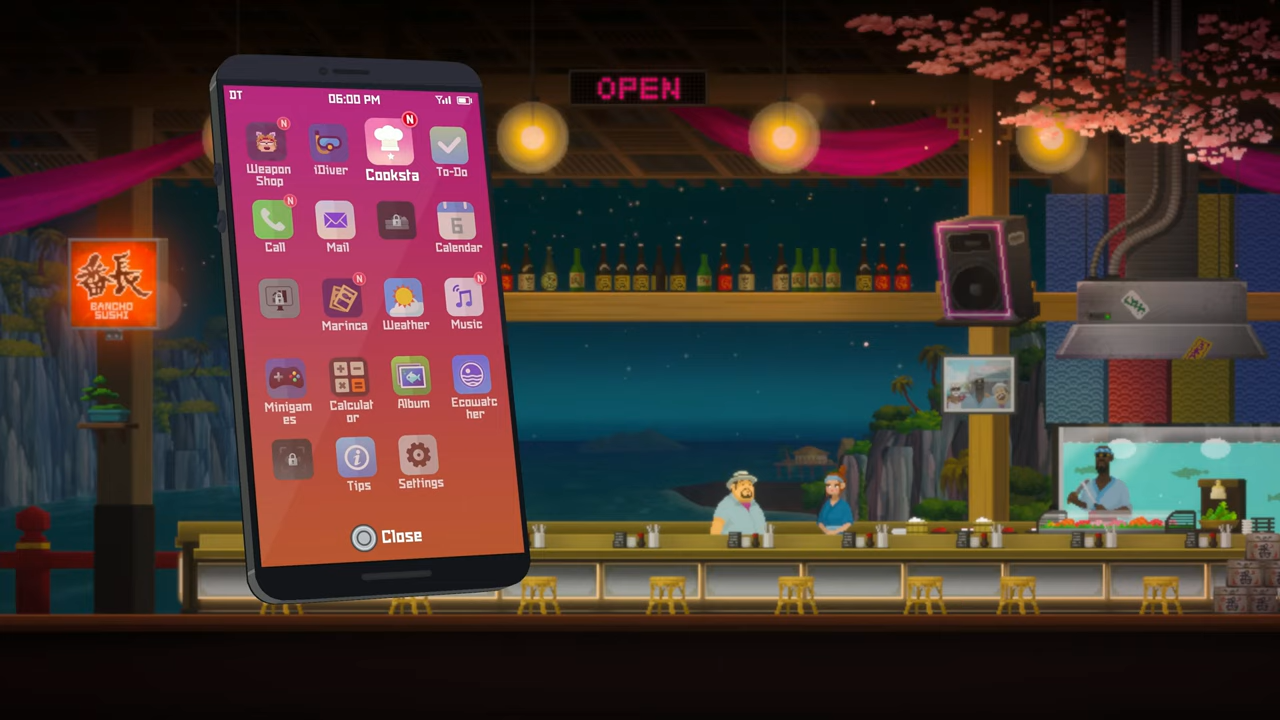 OPEN
DT
06:00 PM
N
N
Weapon
Shop
iDiver
Cooksta
To-Do
N
Call
Mail
6
Calendar
N
N
Marinca
Weather
Music
Minigam
es
Calculat
or
Album
Ecowatc
her
Tips
Settings
Close
番長
BANCHO
SUSHI